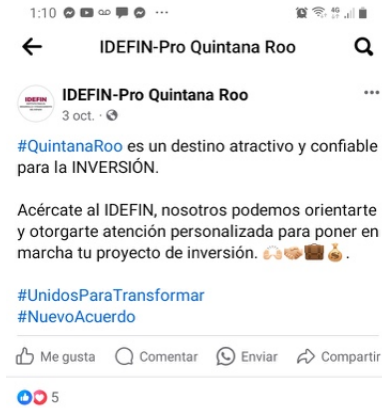 1:10
4G
IDEFIN-Pro Quintana Roo
IDEFIN
IDEFIN-Pro Quintana Roo
3 oct. ·
#QuintanaRoo es un destino atractivo y confiable
para la INVERSIÓN.
Acércate al IDEFIN, nosotros podemos orientarte
y otorgarte atención personalizada para poner en
marcha tu proyecto de inversión. 🙌🏻🤝🏻💼💰.
#UnidosParaTransformar
#NuevoAcuerdo
Me gusta Comentar Enviar Compartir
5